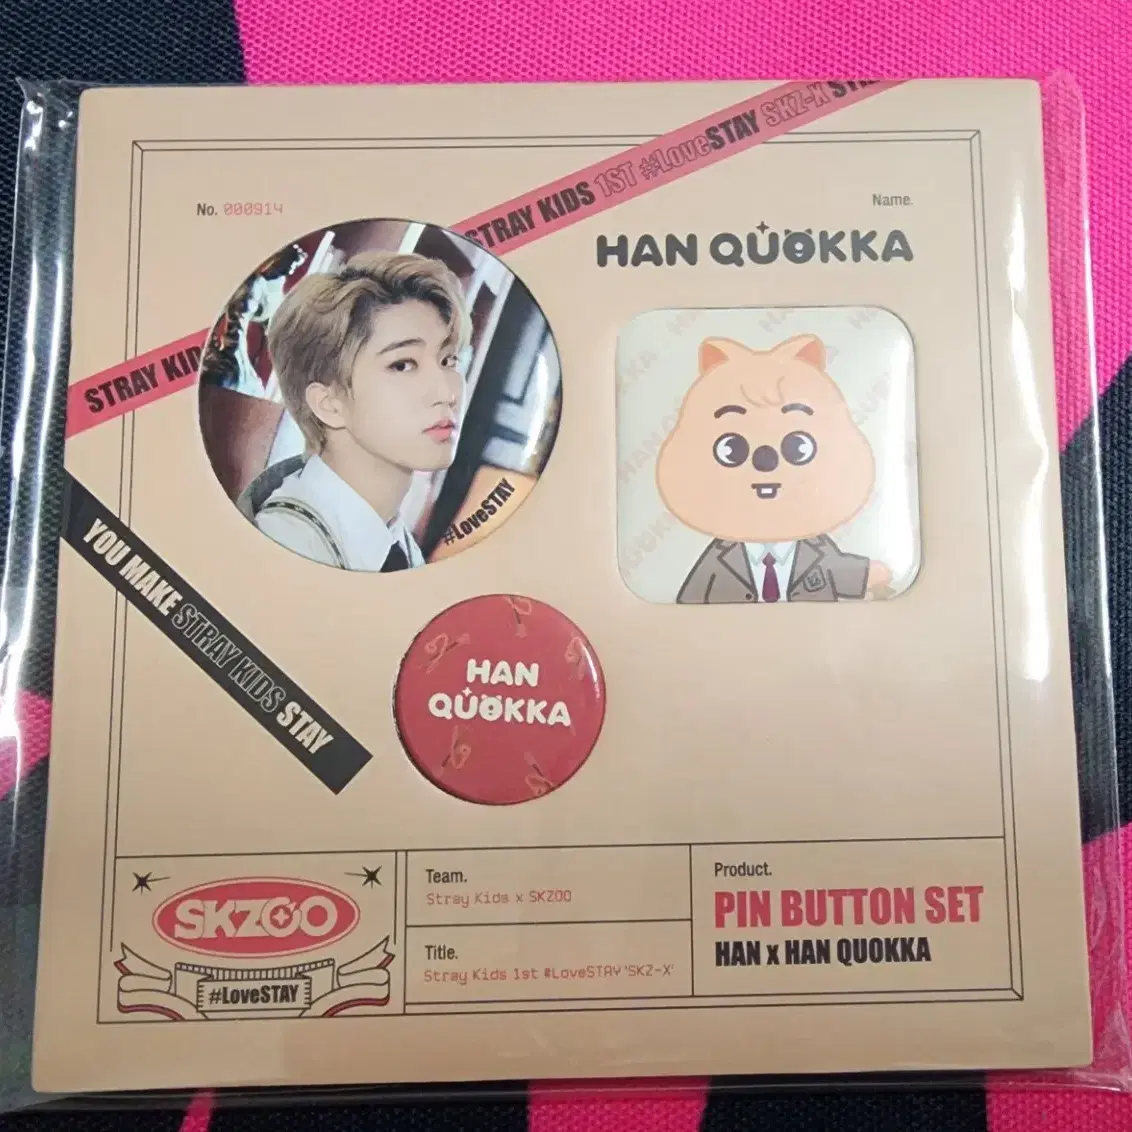 STRAY KIDS 1ST #LoveSTAY SKZ-X
No. 000914
Name.
HAN QUOKKA
STRAY KID
#LoveSTAY
YOU MAKE STRAY KIDS STAY
HAN
QUOKKA
SKZOO
#LoveSTAY
Team.
Stray Kids x SKZOO
Title.
Stray Kids 1st #LoveSTAY 'SKZ-X'
Product.
PIN BUTTON SET
HAN x HAN QUOKKA